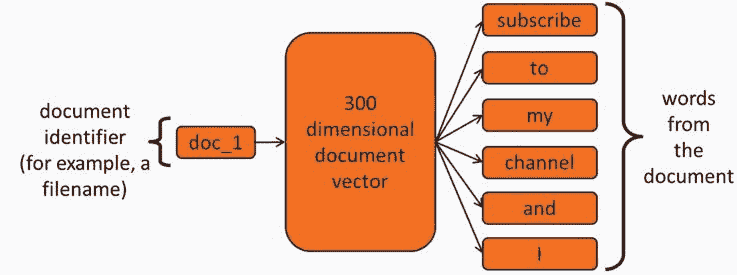 document
identifier
(for example, a
filename)
doc_1
300
dimensional
document
vector
subscribe
to
my
channel
and
I
words
from
the
document